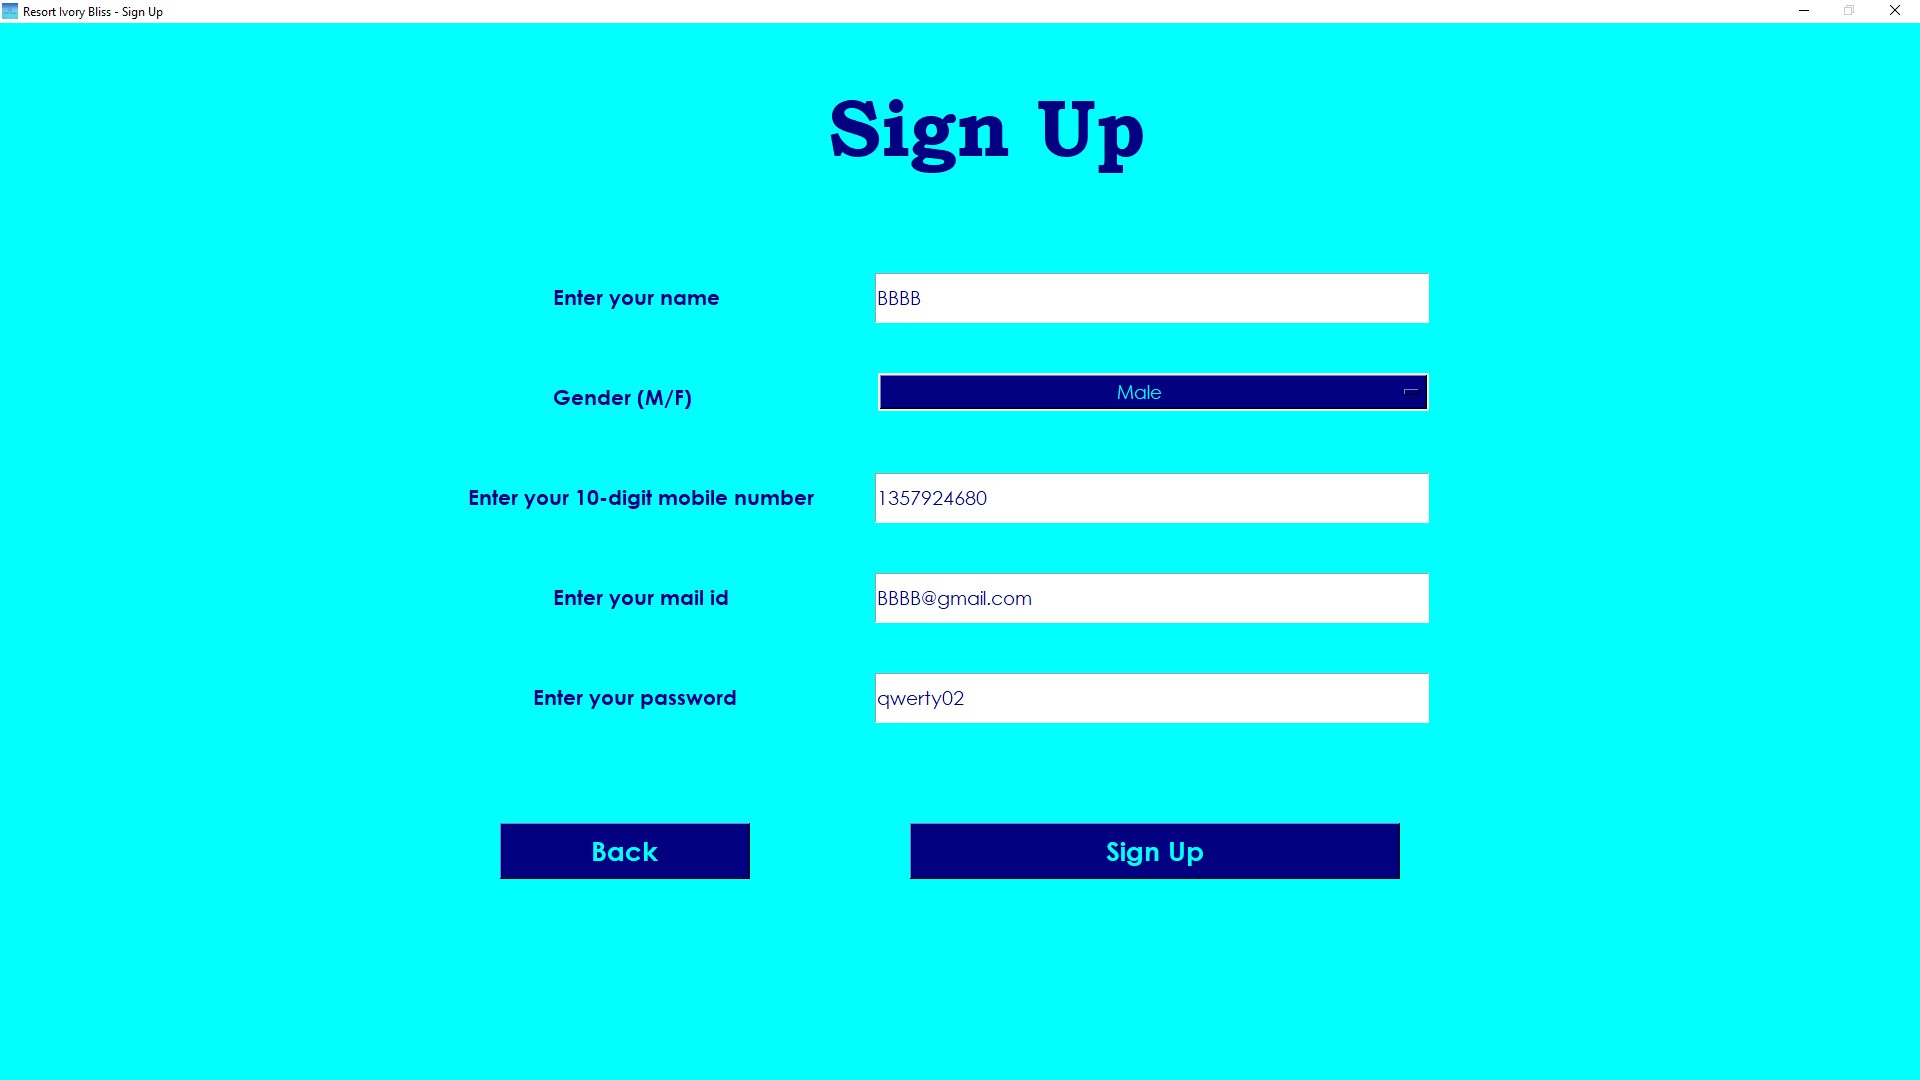 Resort Ivory Bliss - Sign Up
Sign Up
Enter your name
BBBB
Gender (M/F)
Male
Enter your 10-digit mobile number
1357924680
Enter your mail id
BBBB@gmail.com
Enter your password
qwerty02
Back
Sign Up